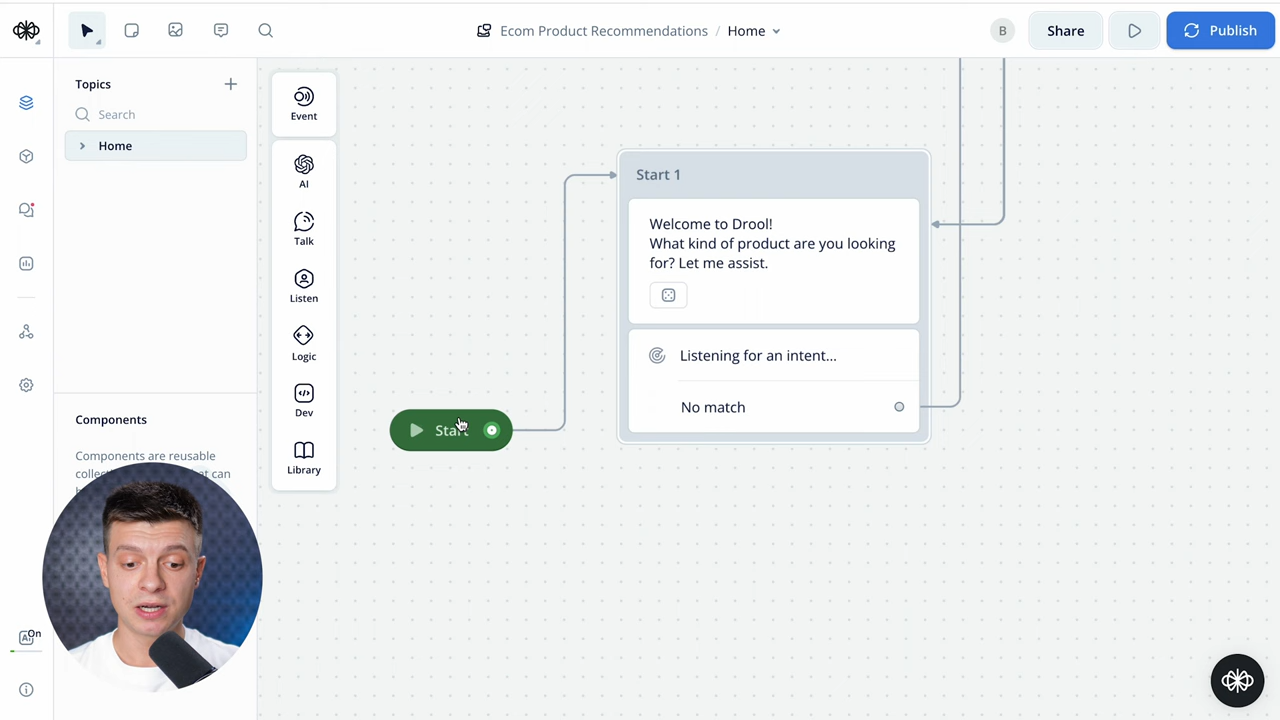 Ecom Product Recommendations / Home
B
Share
Publish
Topics
Search
Home
Event
AI
Talk
Listen
Logic
Dev
Library
Components
Components are reusable
Start
Start 1
Welcome to Drool!
What kind of product are you looking
for? Let me assist.
Listening for an intent...
No match
On